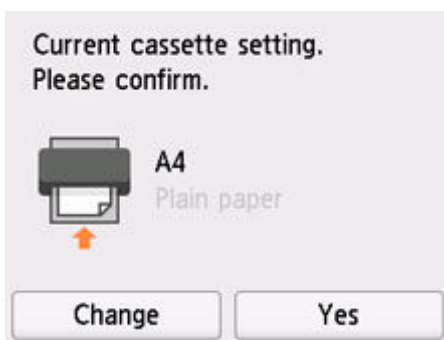 Current cassette setting.
Please confirm.
A4
Plain paper
Change
Yes